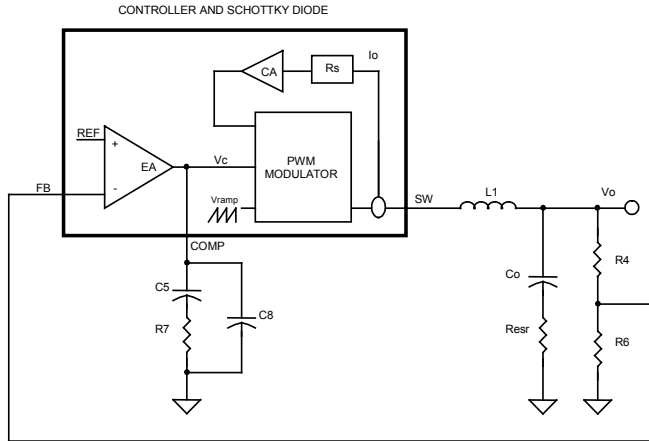 CONTROLLER AND SCHOTTKY DIODE
Io
CA
Rs
REF
+
EA
-
Vc
PWM
MODULATOR
FB
Vramp
SW
L1
Vo
COMP
R4
Co
C5
C8
R7
Resr
R6